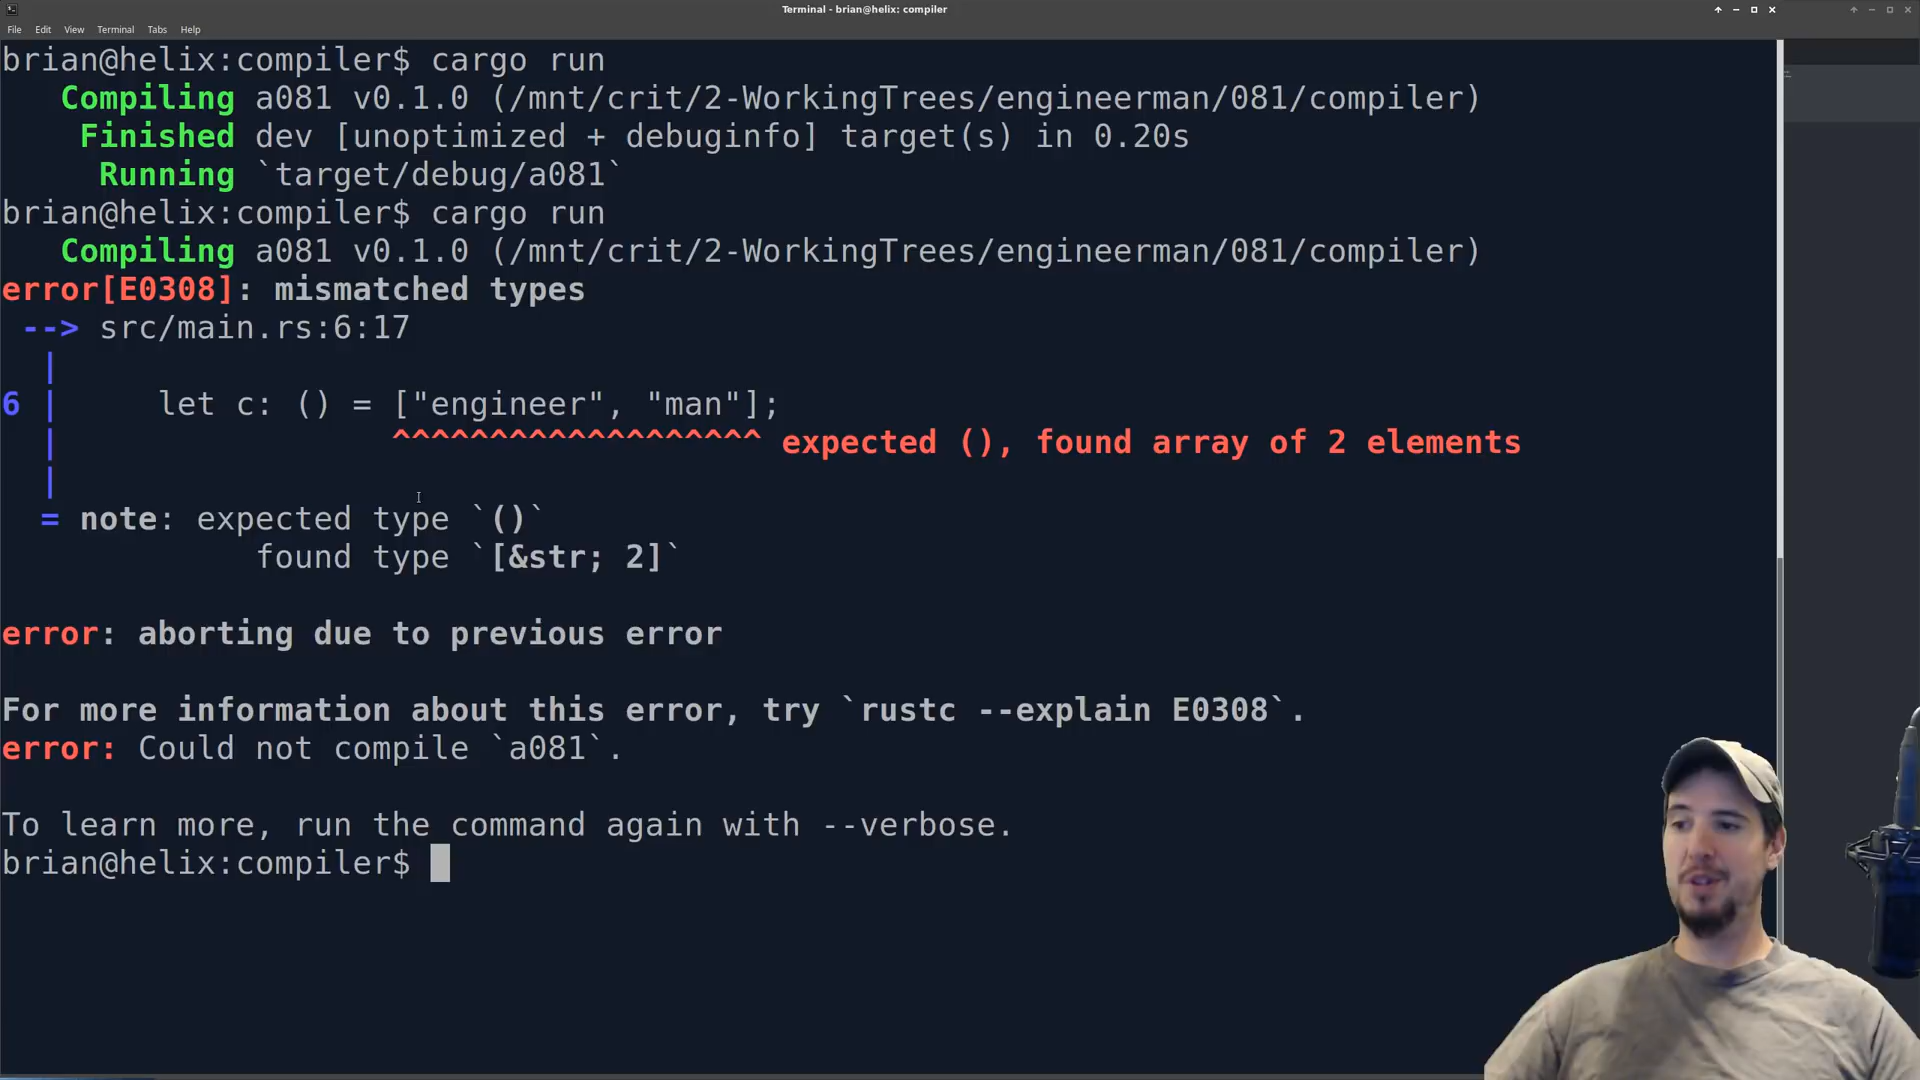 Terminal - brian@helix: compiler
File Edit View Terminal Tabs Help
brian@helix:compiler$ cargo run
Compiling a081 v0.1.0 (/mnt/crit/2-WorkingTrees/engineerman/081/compiler)
Finished dev [unoptimized + debuginfo] target(s) in 0.20s
Running `target/debug/a081`
brian@helix:compiler$ cargo run
Compiling a081 v0.1.0 (/mnt/crit/2-WorkingTrees/engineerman/081/compiler)
error[E0308]: mismatched types
--> src/main.rs:6:17
|
6 | let c: () = ["engineer", "man"];
| ^^^^^^^^^^^^^^^^^^^ expected (), found array of 2 elements
|
= note: expected type `()`
found type `[&str; 2]`
error: aborting due to previous error
For more information about this error, try `rustc --explain E0308`.
error: Could not compile `a081`.
To learn more, run the command again with --verbose.
brian@helix:compiler$